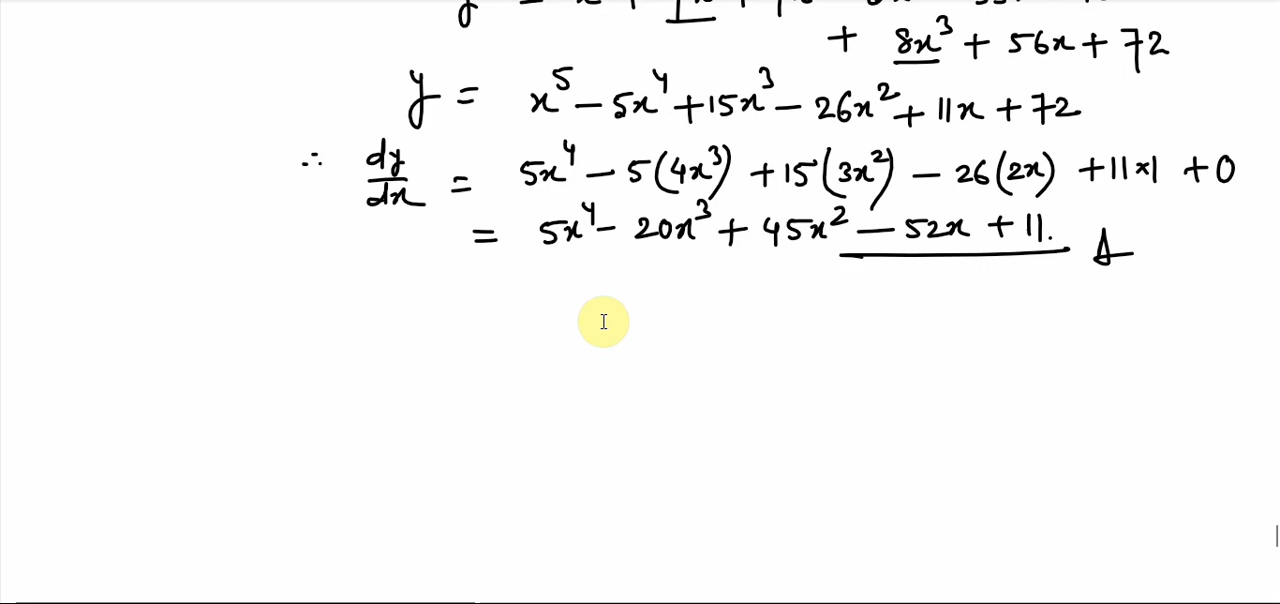 + 8x³ + 56x + 72
y = x⁵ - 5x⁴ + 15x³ - 26x² + 11x + 72
∴ dy/dx = 5x⁴ - 5(4x³) + 15(3x²) - 26(2x) + 11×1 + 0
= 5x⁴ - 20x³ + 45x² - 52x + 11.